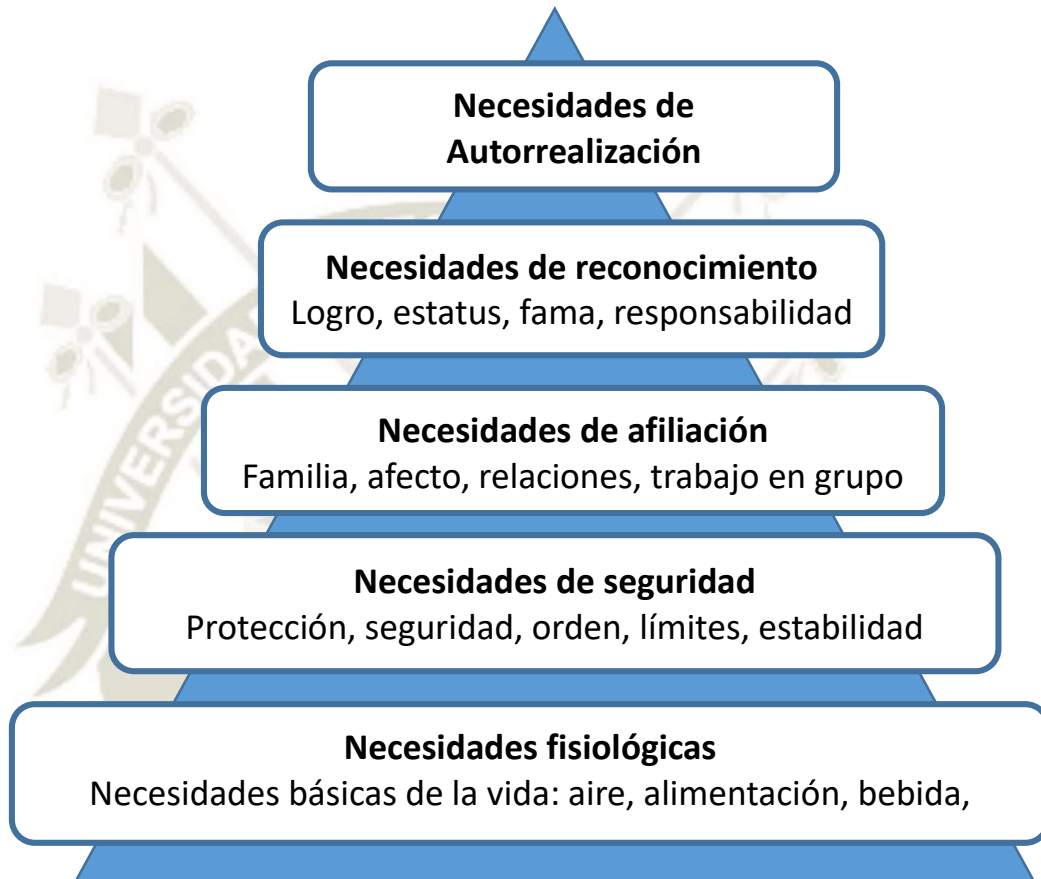 Necesidades de
Autorrealización
Necesidades de reconocimiento
Logro, estatus, fama, responsabilidad
Necesidades de afiliación
Familia, afecto, relaciones, trabajo en grupo
Necesidades de seguridad
Protección, seguridad, orden, límites, estabilidad
Necesidades fisiológicas
Necesidades básicas de la vida: aire, alimentación, bebida,